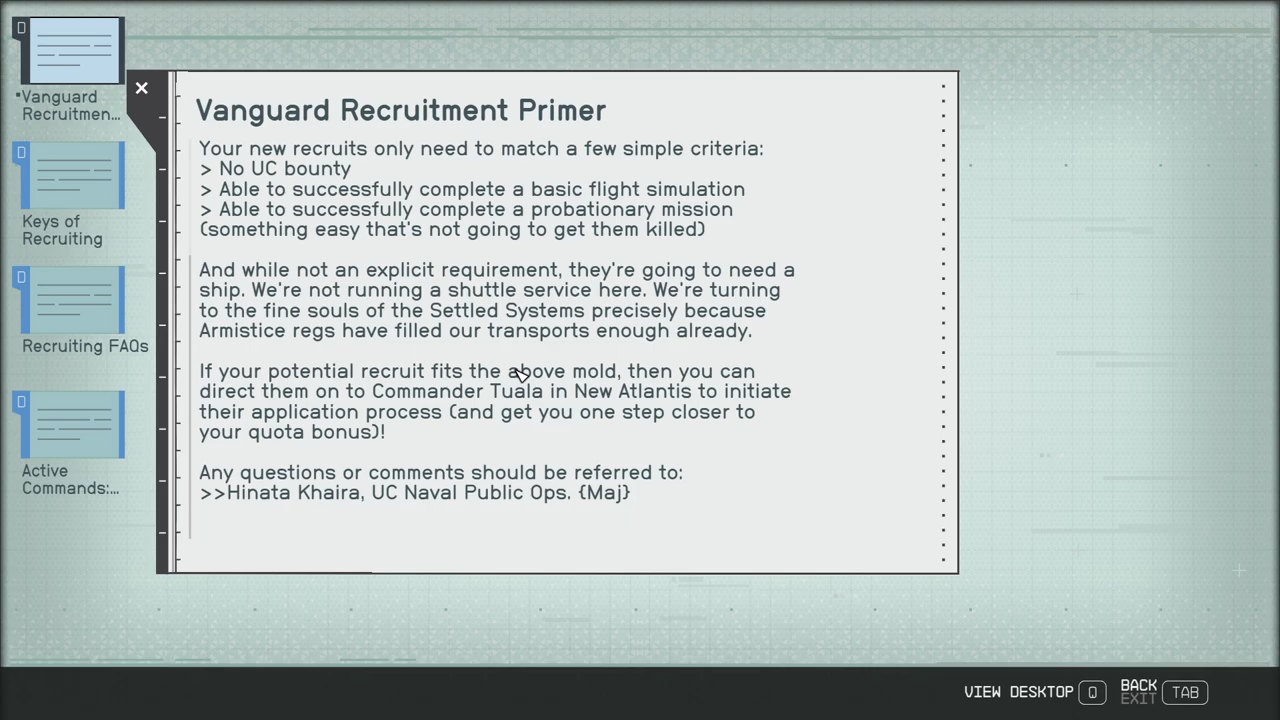 Vanguard
Recruitmen...
Keys of
Recruiting
Recruiting FAQs
Active
Commands:...
Vanguard Recruitment Primer
Your new recruits only need to match a few simple criteria:
> No UC bounty
> Able to successfully complete a basic flight simulation
> Able to successfully complete a probationary mission
(something easy that's not going to get them killed)
And while not an explicit requirement, they're going to need a
ship. We're not running a shuttle service here. We're turning
to the fine souls of the Settled Systems precisely because
Armistice regs have filled our transports enough already.
If your potential recruit fits the above mold, then you can
direct them on to Commander Tuala in New Atlantis to initiate
their application process (and get you one step closer to
your quota bonus)!
Any questions or comments should be referred to:
>>Hinata Khaira, UC Naval Public Ops. {Maj}
VIEW DESKTOP Q
BACK
EXIT TAB